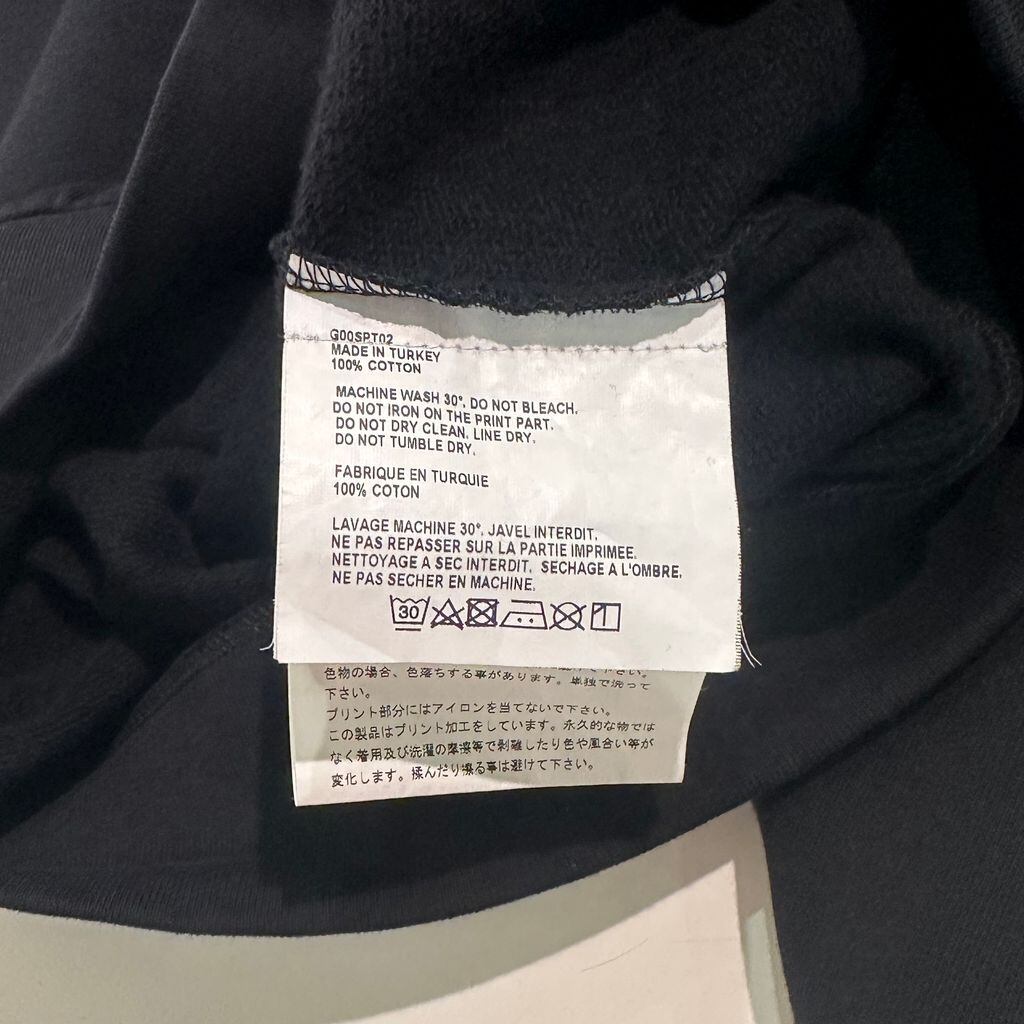 G00SPT02
MADE IN TURKEY
100% COTTON
MACHINE WASH 30°, DO NOT BLEACH.
DO NOT IRON ON THE PRINT PART.
DO NOT DRY CLEAN. LINE DRY,
DO NOT TUMBLE DRY,
FABRIQUE EN TURQUIE
100% COTON
LAVAGE MACHINE 30°. JAVEL INTERDIT.
NE PAS REPASSER SUR LA PARTIE IMPRIMEE.
NETTOYAGE A SEC INTERDIT. SECHAGE A L'OMBRE.
NE PAS SECHER EN MACHINE.
30
色物の場合、色落ちする事があります。単独で洗って
下さい。
プリント部分にはアイロンを当てないで下さい。
この製品はプリント加工をしています。永久的な物では
なく着用及び洗濯の摩擦等で剥離したり色や風合い等が
変化します。揉んだり擦る事は避けて下さい。